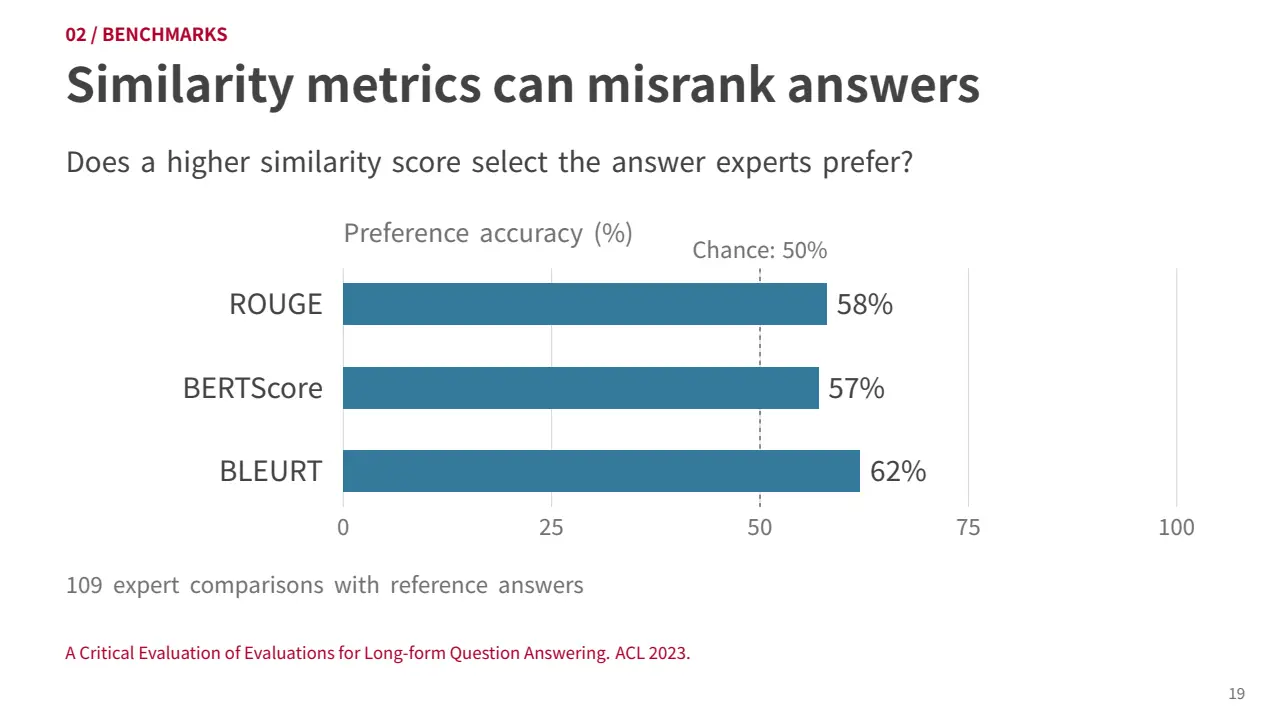 02 / BENCHMARKS
Similarity metrics can misrank answers
Does a higher similarity score select the answer experts prefer?
Preference accuracy (%)
Chance: 50%
ROUGE 58%
BERTScore 57%
BLEURT 62%
0 25 50 75 100
109 expert comparisons with reference answers
A Critical Evaluation of Evaluations for Long-form Question Answering. ACL 2023.
19